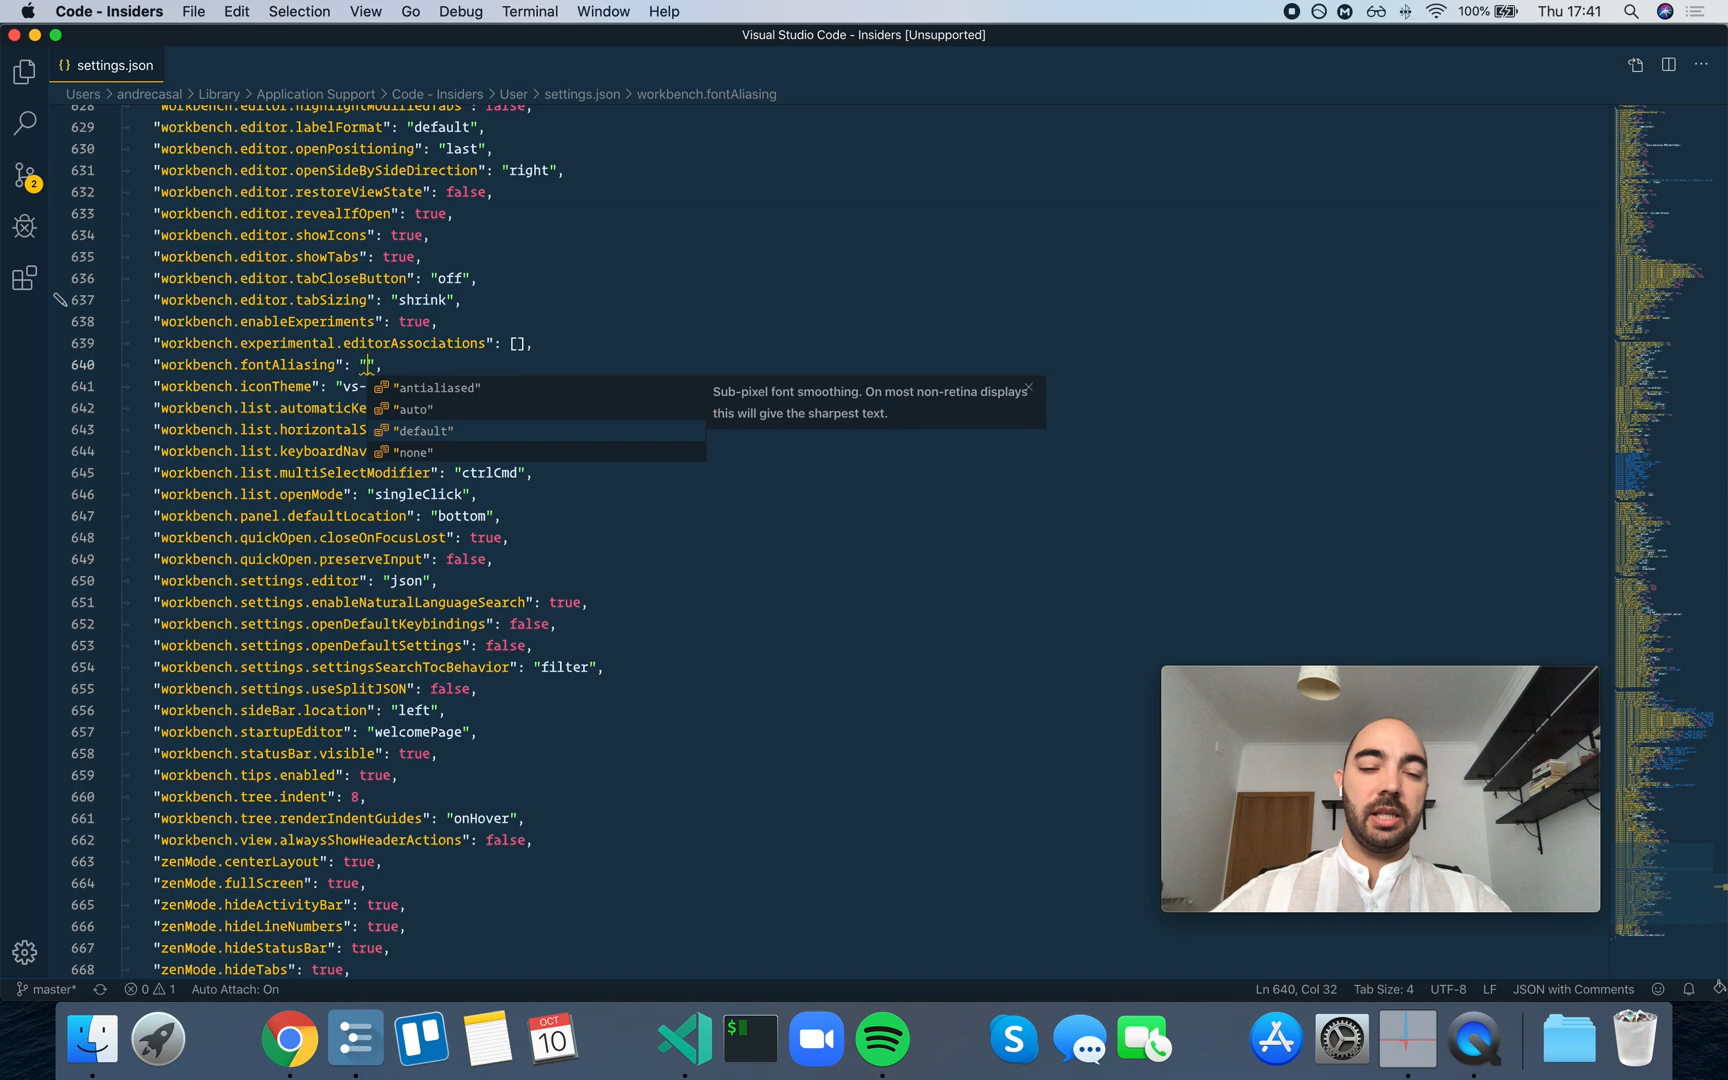 Code - Insiders File Edit Selection View Go Debug Terminal Window Help
100% Thu 17:41
Visual Studio Code - Insiders [Unsupported]
{} settings.json
Users > andrecasal > Library > Application Support > Code - Insiders > User > settings.json > workbench.fontAliasing
628 "workbench.editor.highlightModifiedTabs": false,
629 "workbench.editor.labelFormat": "default",
630 "workbench.editor.openPositioning": "last",
631 "workbench.editor.openSideBySideDirection": "right",
632 "workbench.editor.restoreViewState": false,
633 "workbench.editor.revealIfOpen": true,
634 "workbench.editor.showIcons": true,
635 "workbench.editor.showTabs": true,
636 "workbench.editor.tabCloseButton": "off",
637 "workbench.editor.tabSizing": "shrink",
638 "workbench.enableExperiments": true,
639 "workbench.experimental.editorAssociations": [],
640 "workbench.fontAliasing": "",
641 "workbench.iconTheme": "vs-
642 "workbench.list.automaticKe
643 "workbench.list.horizontalS
644 "workbench.list.keyboardNav
"antialiased"
"auto"
"default"
"none"
Sub-pixel font smoothing. On most non-retina displays
this will give the sharpest text.
645 "workbench.list.multiSelectModifier": "ctrlCmd",
646 "workbench.list.openMode": "singleClick",
647 "workbench.panel.defaultLocation": "bottom",
648 "workbench.quickOpen.closeOnFocusLost": true,
649 "workbench.quickOpen.preserveInput": false,
650 "workbench.settings.editor": "json",
651 "workbench.settings.enableNaturalLanguageSearch": true,
652 "workbench.settings.openDefaultKeybindings": false,
653 "workbench.settings.openDefaultSettings": false,
654 "workbench.settings.settingsSearchTocBehavior": "filter",
655 "workbench.settings.useSplitJSON": false,
656 "workbench.sideBar.location": "left",
657 "workbench.startupEditor": "welcomePage",
658 "workbench.statusBar.visible": true,
659 "workbench.tips.enabled": true,
660 "workbench.tree.indent": 8,
661 "workbench.tree.renderIndentGuides": "onHover",
662 "workbench.view.alwaysShowHeaderActions": false,
663 "zenMode.centerLayout": true,
664 "zenMode.fullScreen": true,
665 "zenMode.hideActivityBar": true,
666 "zenMode.hideLineNumbers": true,
667 "zenMode.hideStatusBar": true,
668 "zenMode.hideTabs": true,
2
master* 0 1 Auto Attach: On
Ln 640, Col 32 Tab Size: 4 UTF-8 LF JSON with Comments
OCT
10
$
S